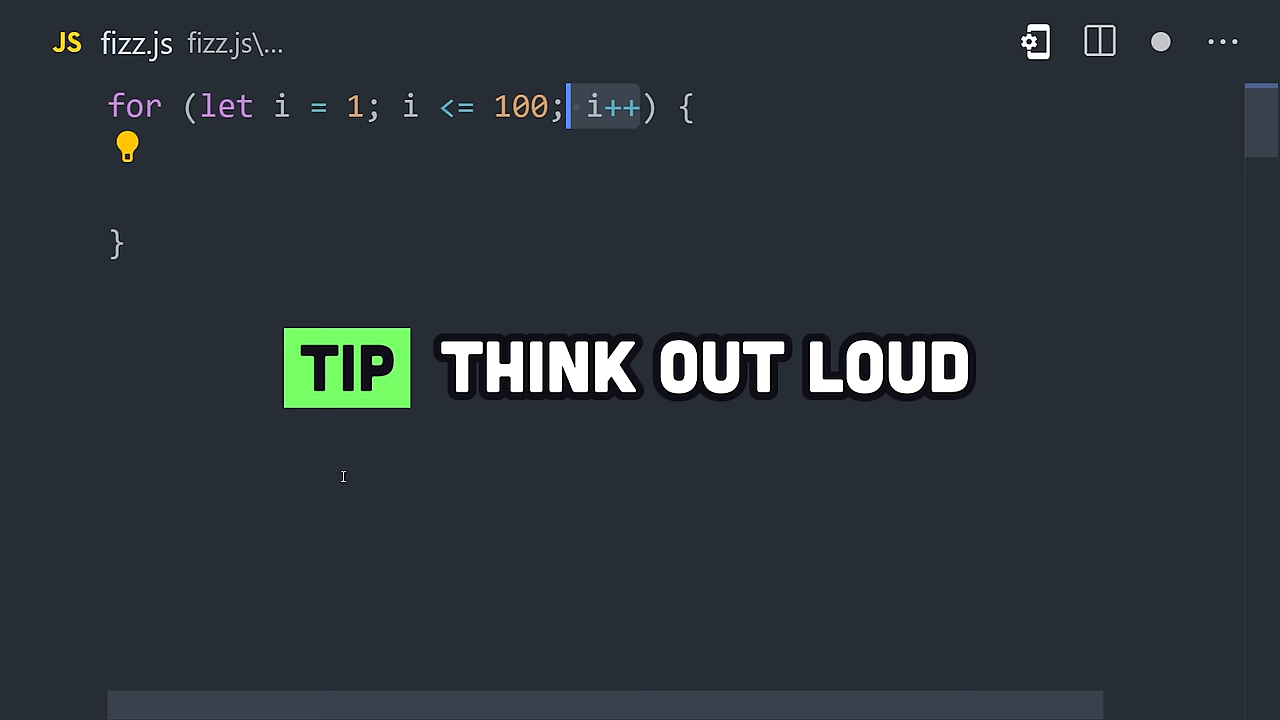 JS fizz.js fizz.js\...
for (let i = 1; i <= 100; i++) {
}
TIP THINK OUT LOUD